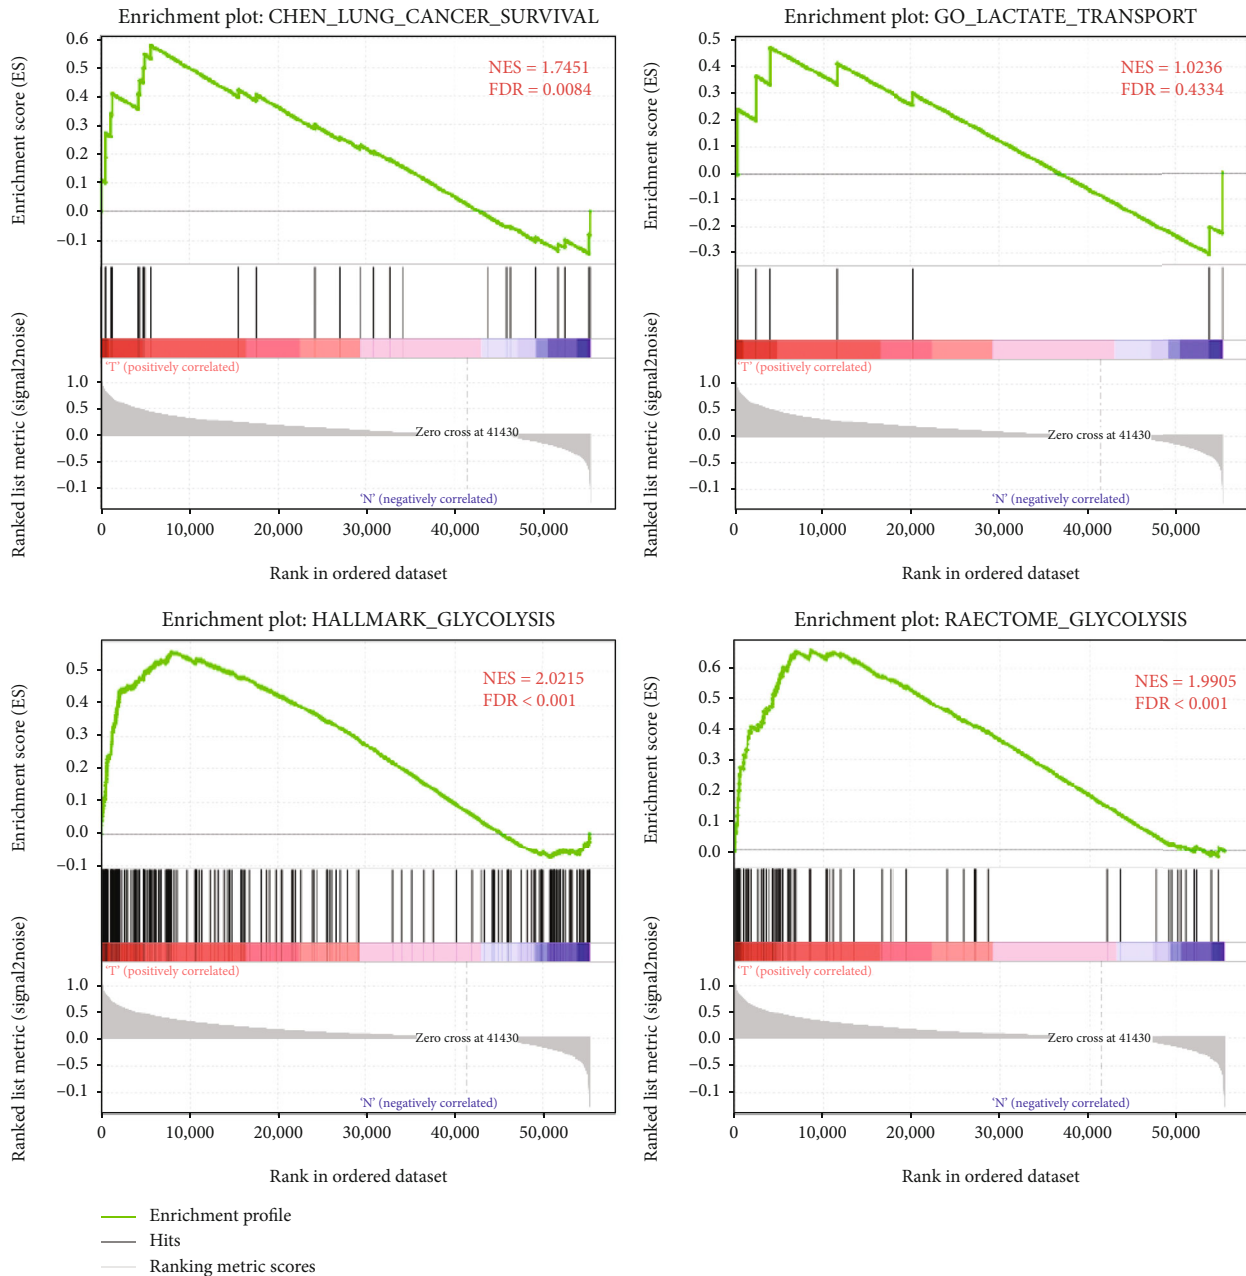 Enrichment plot: CHEN_LUNG_CANCER_SURVIVAL
Enrichment score (ES)
0.6
0.5
0.4
0.3
0.2
0.1
0.0
–0.1
NES = 1.7451
FDR = 0.0084
Ranked list metric (signal2noise)
'T' (positively correlated)
1.0
0.5
0.0
–0.5
–0.1
Zero cross at 41430
'N' (negatively correlated)
0
10,000
20,000
30,000
40,000
50,000
Rank in ordered dataset
Enrichment plot: GO_LACTATE_TRANSPORT
Enrichment score (ES)
0.5
0.4
0.3
0.2
0.1
0.0
–0.1
–0.2
–0.3
NES = 1.0236
FDR = 0.4334
Ranked list metric (signal2noise)
'T' (positively correlated)
1.0
0.5
0.0
–0.5
–0.1
Zero cross at 41430
'N' (negatively correlated)
0
10,000
20,000
30,000
40,000
50,000
Rank in ordered dataset
Enrichment plot: HALLMARK_GLYCOLYSIS
Enrichment score (ES)
0.5
0.4
0.3
0.2
0.1
0.0
–0.1
NES = 2.0215
FDR < 0.001
Ranked list metric (signal2noise)
'T' (positively correlated)
1.0
0.5
0.0
–0.5
–0.1
Zero cross at 41430
'N' (negatively correlated)
0
10,000
20,000
30,000
40,000
50,000
Rank in ordered dataset
Enrichment plot: RAECTOME_GLYCOLYSIS
Enrichment score (ES)
0.6
0.5
0.4
0.3
0.2
0.1
0.0
NES = 1.9905
FDR < 0.001
Ranked list metric (signal2noise)
'T' (positively correlated)
1.0
0.5
0.0
–0.5
–0.1
Zero cross at 41430
'N' (negatively correlated)
0
10,000
20,000
30,000
40,000
50,000
Rank in ordered dataset
Enrichment profile
Hits
Ranking metric scores